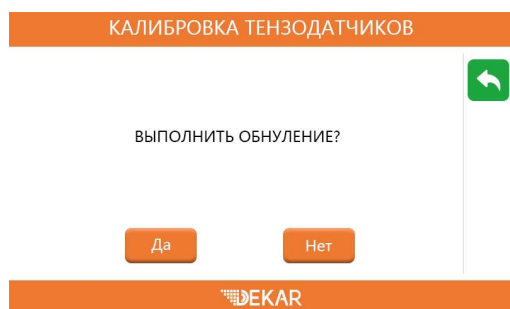 КАЛИБРОВКА ТЕНЗОДАТЧИКОВ
ВЫПОЛНИТЬ ОБНУЛЕНИЕ?
Да
Нет
DEKAR